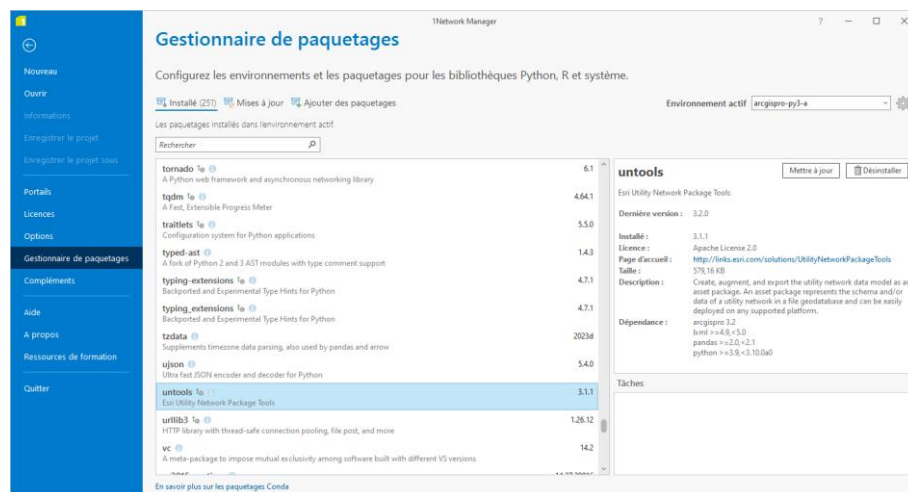 1Network Manager
?
Gestionnaire de paquetages
Configurez les environnements et les paquetages pour les bibliothèques Python, R et système.
Nouveau
Ouvrir
Informations
Enregistrer le projet
Enregistrer le projet sous
Portails
Licences
Options
Gestionnaire de paquetages
Compléments
Aide
A propos
Ressources de formation
Quitter
Installé (251) Mises à jour Ajouter des paquetages
Environnement actif arcgispro-py3-a
Les paquetages installés dans l'environnement actif.
Rechercher
tornado 6.1
A Python web framework and asynchronous networking library
tqdm 4.64.1
A Fast, Extensible Progress Meter
traitlets 5.5.0
Configuration system for Python applications
typed-ast 1.4.3
A fork of Python 2 and 3 AST modules with type comment support
typing-extensions 4.7.1
Backported and Experimental Type Hints for Python
typing_extensions 4.7.1
Backported and Experimental Type Hints for Python
tzdata 2023d
Supplements timezone data parsing, also used by pandas and arrow
ujson 5.4.0
Ultra fast JSON encoder and decoder for Python
untools 3.1.1
Esri Utility Network Package Tools
urllib3 1.26.12
HTTP library with thread-safe connection pooling, file post, and more
vc 14.2
A meta-package to impose mutual exclusivity among software built with different VS versions
En savoir plus sur les paquetages Conda
untools
Mettre à jour
Désinstaller
Esri Utility Network Package Tools
Dernière version : 3.2.0
Installé : 3.1.1
Licence : Apache License 2.0
Page d'accueil : http://links.esri.com/solutions/UtilityNetworkPackageTools
Taille : 579,16 KB
Description : Create, augment, and export the utility network data model as an
asset package. An asset package represents the schema and/or
data of a utility network in a file geodatabase and can be easily
deployed on any supported platform.
Dépendance : arcgispro 3.2
lxml >=4.9,<5.0
pandas >=2.0,<2.1
python >=3.9,<3.10.0a0
Tâches